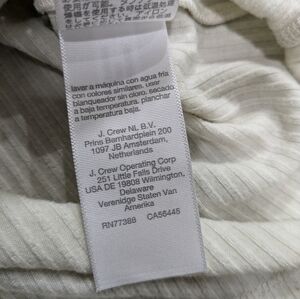 lavar a máquina con agua fria
con colores similares. usar
blanqueador sin cloro. secado
a baja temperatura. planchar
a baja temperatura.
J. Crew NL B.V.
Prins Bernhardplein 200
1097 JB Amsterdam,
Netherlands
J. Crew Operating Corp
251 Little Falls Drive
USA DE 19808 Wilmington,
Delaware
Verenidge Staten Van
Amerika
RN77388 CA56445